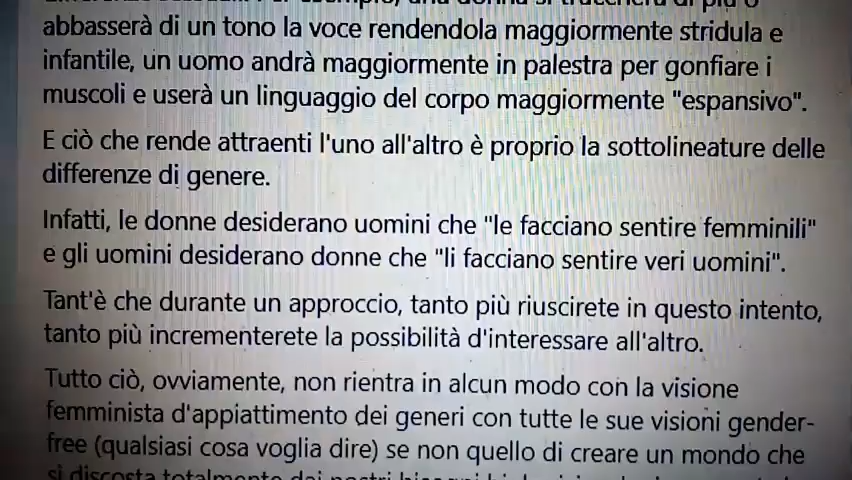 abbasserà di un tono la voce rendendola maggiormente stridula e
infantile, un uomo andrà maggiormente in palestra per gonfiare i
muscoli e userà un linguaggio del corpo maggiormente "espansivo".
E ciò che rende attraenti l'uno all'altro è proprio la sottolineature delle
differenze di genere.
Infatti, le donne desiderano uomini che "le facciano sentire femminili"
e gli uomini desiderano donne che "li facciano sentire veri uomini".
Tant'è che durante un approccio, tanto più riuscirete in questo intento,
tanto più incrementerete la possibilità d'interessare all'altro.
Tutto ciò, ovviamente, non rientra in alcun modo con la visione
femminista d'appiattimento dei generi con tutte le sue visioni gender-
free (qualsiasi cosa voglia dire) se non quello di creare un mondo che
si discosta totalmente dai nostri